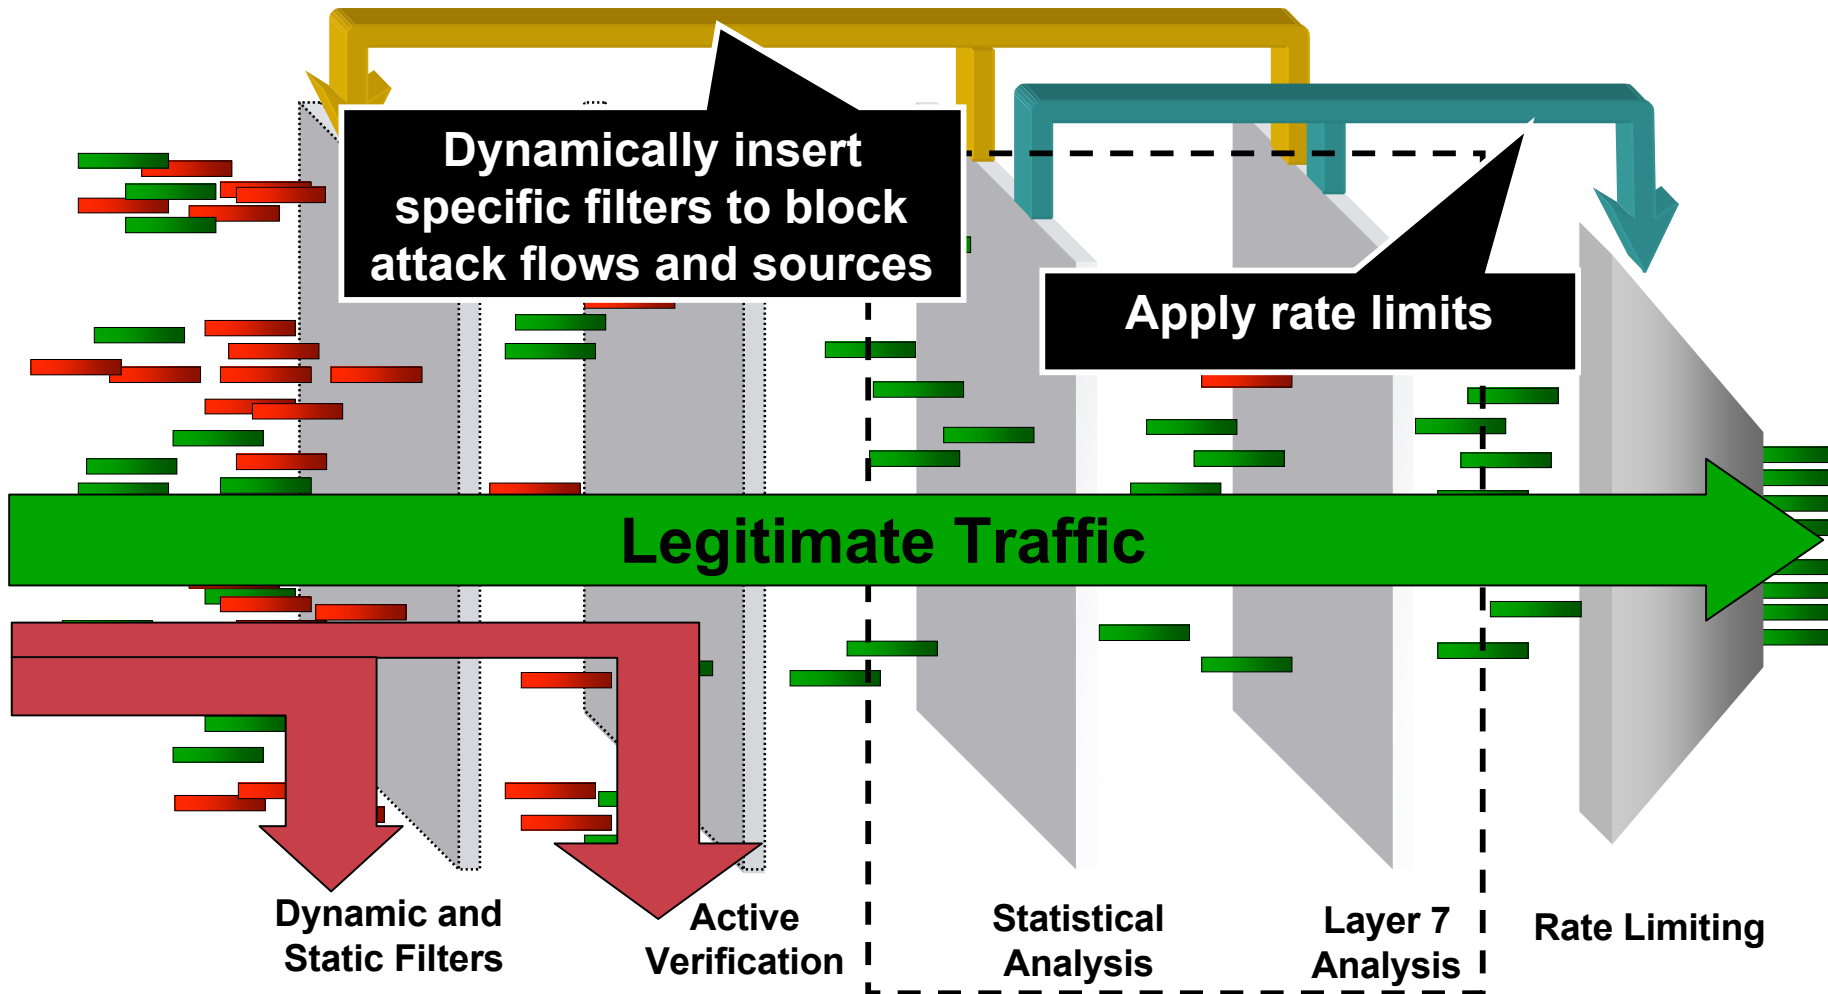 Dynamically insert
specific filters to block
attack flows and sources
Apply rate limits
Legitimate Traffic
Dynamic and
Static Filters
Active
Verification
Statistical
Analysis
Layer 7
Analysis
Rate Limiting